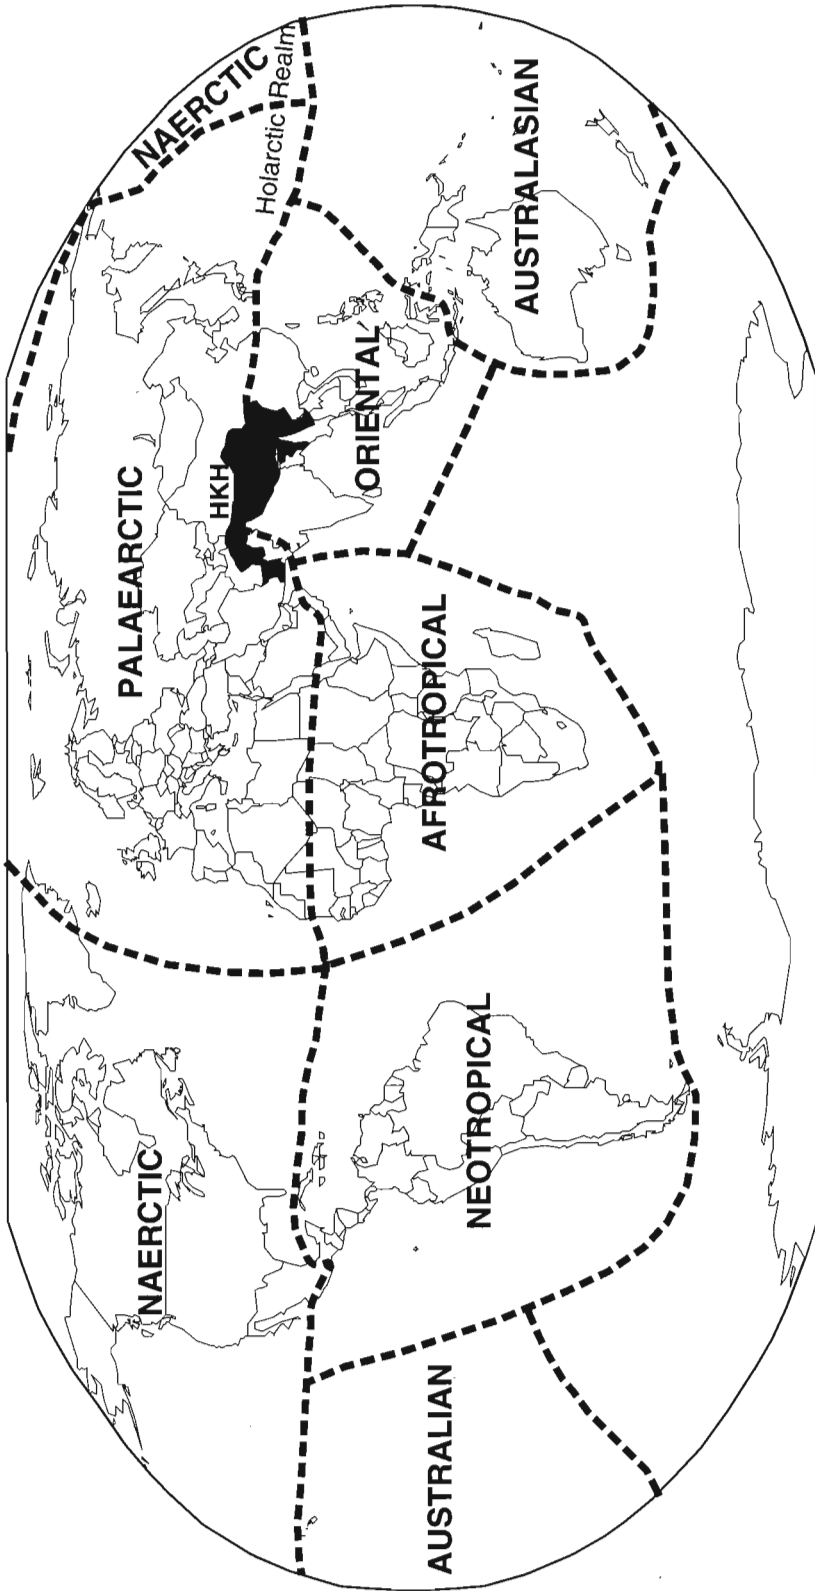 NAERCTIC
Holarctic Realm
PALAEARCTIC
HKH
NAERCTIC
ORIENTAL
AUSTRALASIAN
AFROTROPICAL
NEOTROPICAL
AUSTRALIAN